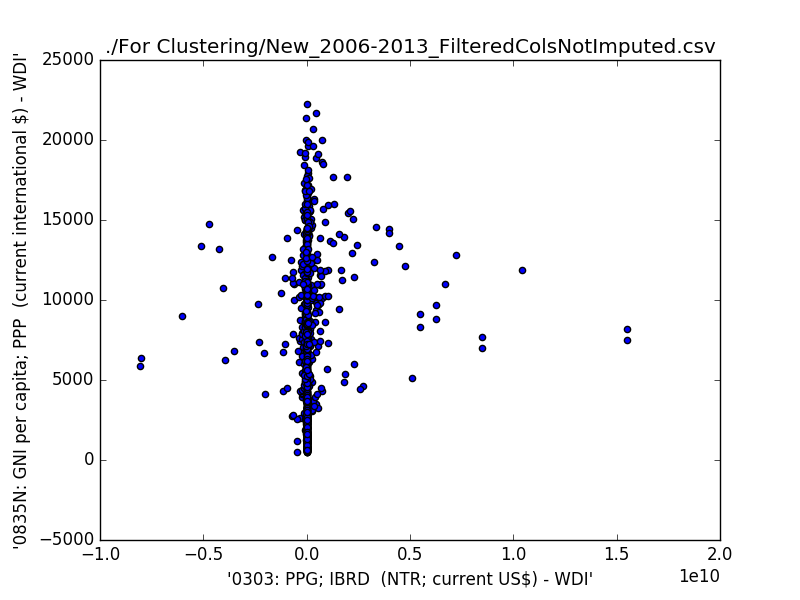 ./For Clustering/New_2006-2013_FilteredColsNotImputed.csv
25000
20000
15000
10000
5000
0
−5000
'0835N: GNI per capita; PPP  (current international $) - WDI'
−1.0 −0.5 0.0 0.5 1.0 1.5 2.0
1e10
'0303: PPG; IBRD  (NTR; current US$) - WDI'